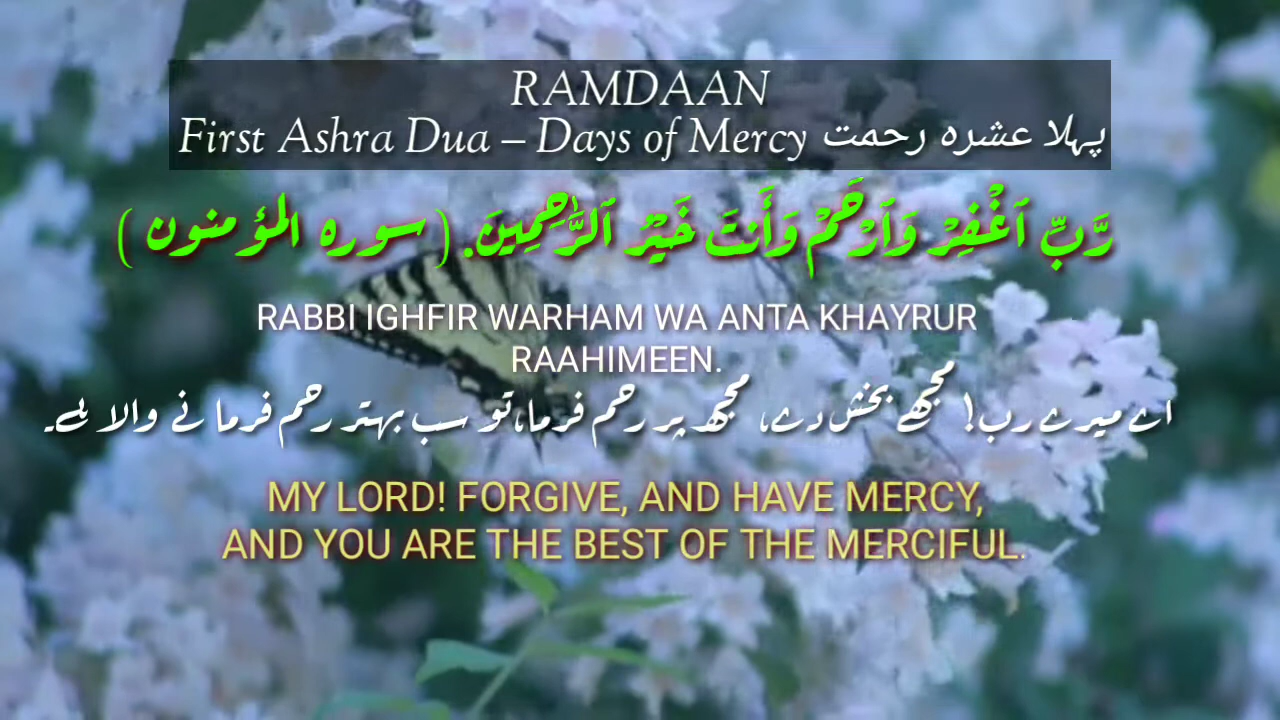 RAMDAAN
First Ashra Dua – Days of Mercy پہلا عشرہ رحمت
رَّبِّ ٱغْفِرْ وَٱرْحَمْ وَأَنتَ خَيْرُ ٱلرَّٰحِمِينَ. ( سورہ المؤمنون )
RABBI IGHFIR WARHAM WA ANTA KHAYRUR
RAAHIMEEN.
اے میرے رب! مجھے بخش دے، مجھ پر رحم فرما، تو سب بہتر رحم فرمانے والا ہے۔
MY LORD! FORGIVE, AND HAVE MERCY,
AND YOU ARE THE BEST OF THE MERCIFUL.